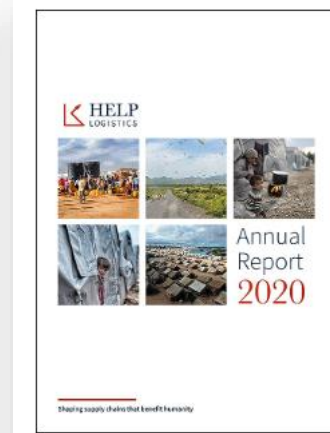 HELP
LOGISTICS
Annual
Report
2020
Shaping supply chains that benefit humanity